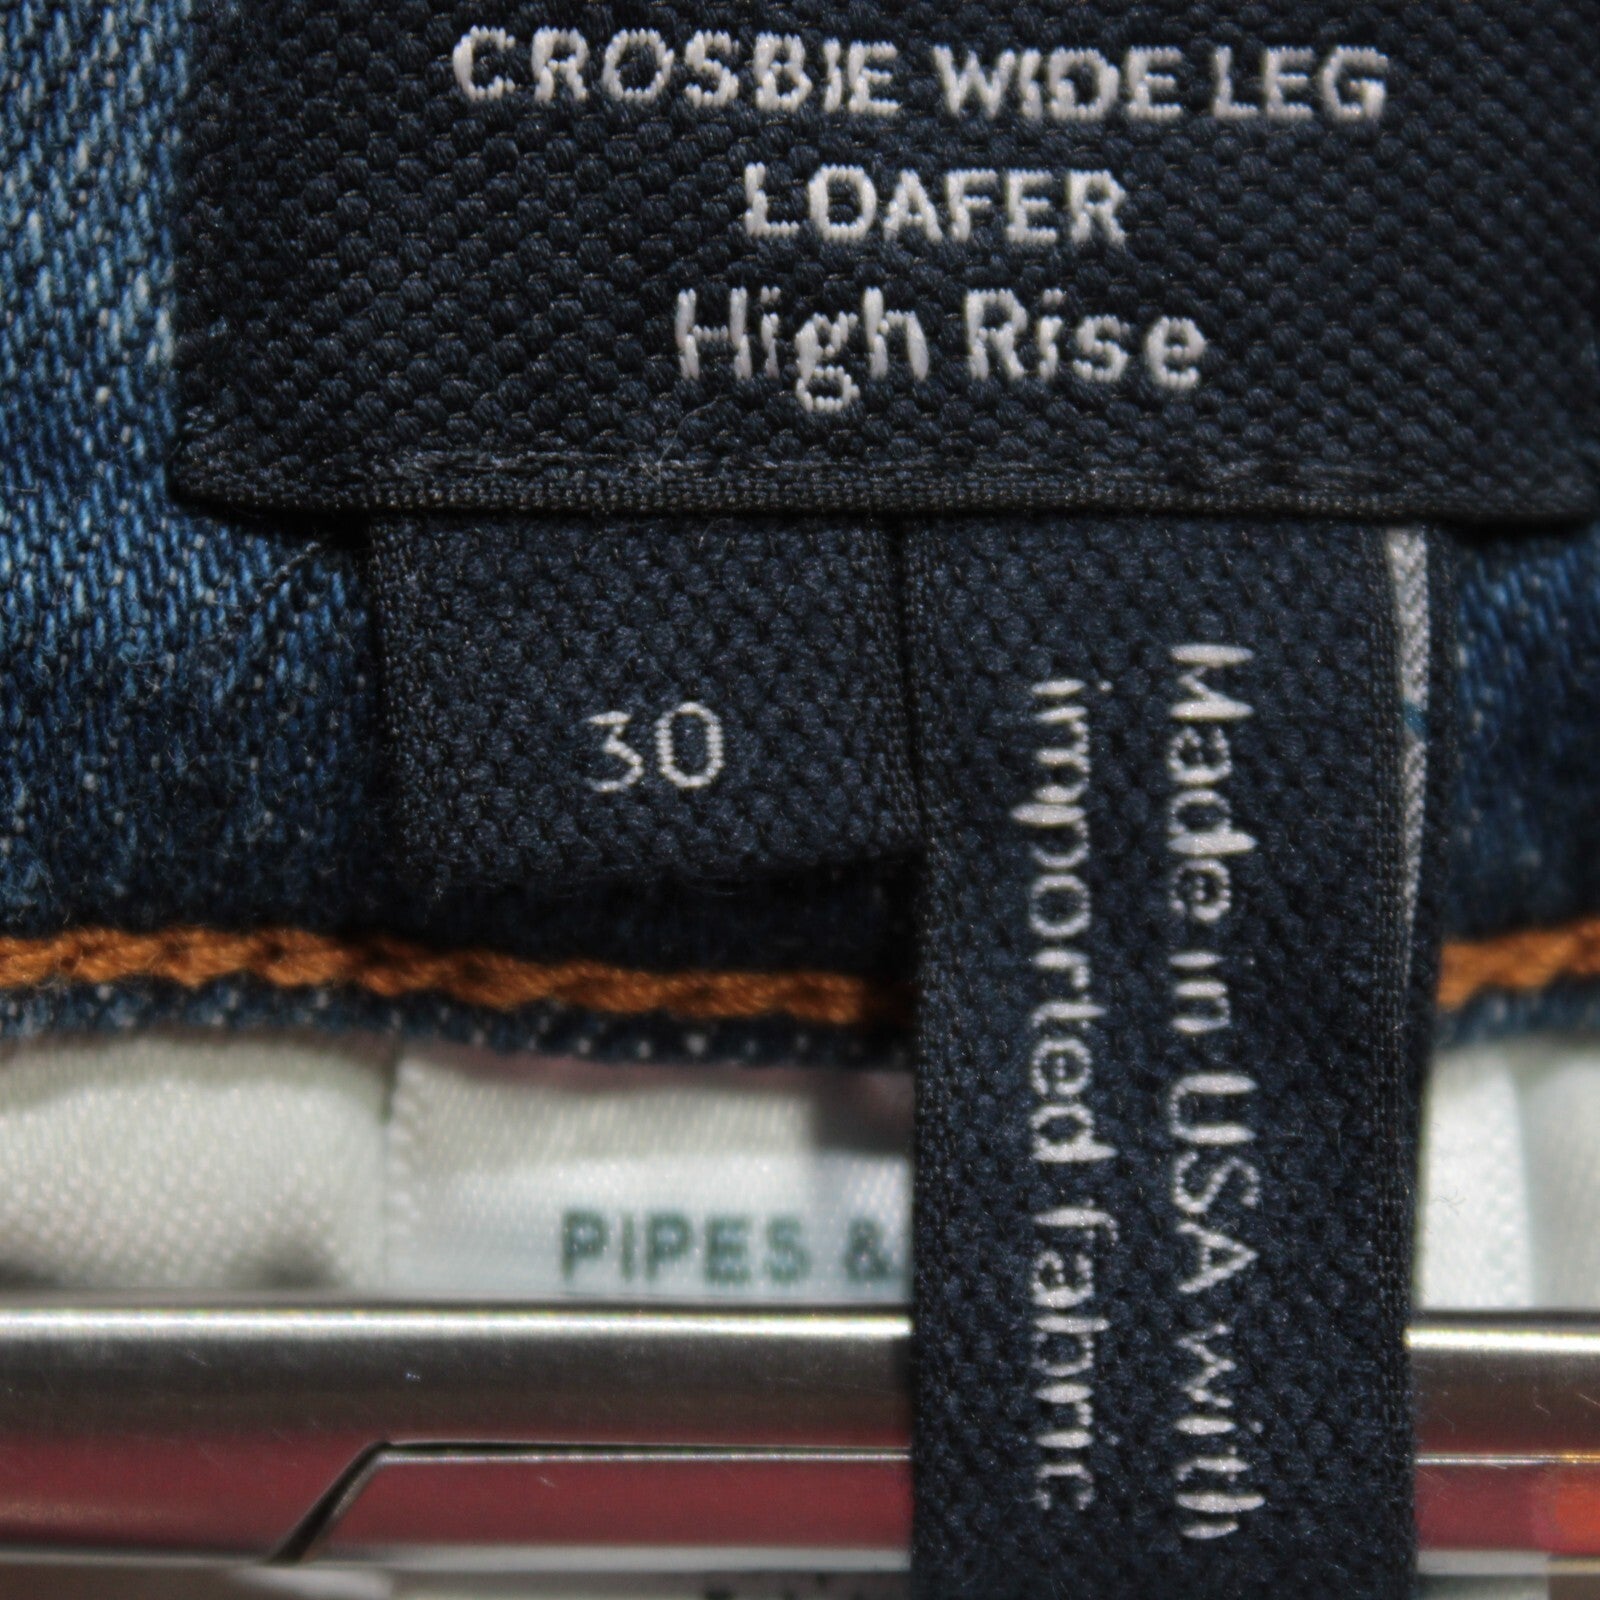 CROSBIE WIDE LEG
LOAFER
High Rise
30
Made in USA with
imported fabric
PIPES &